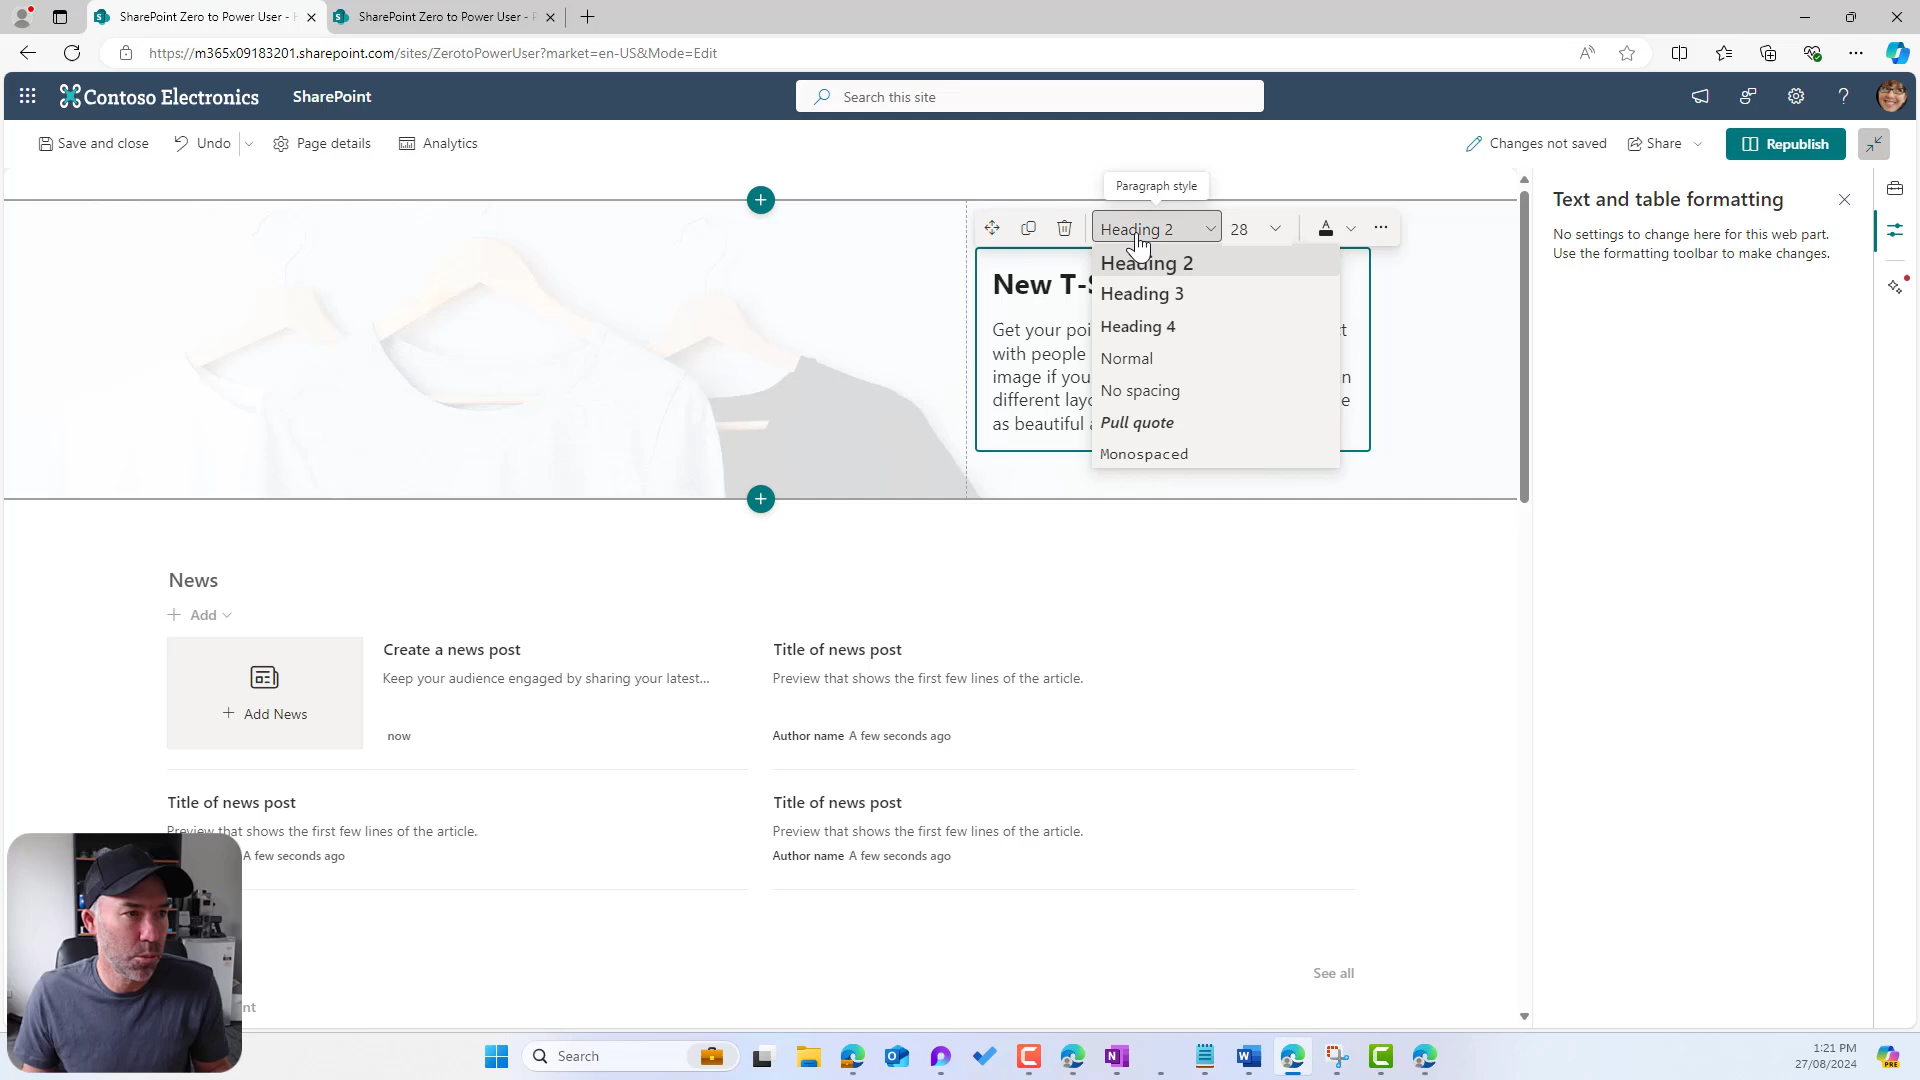 SharePoint Zero to Power User -
SharePoint Zero to Power User -
https://m365x09183201.sharepoint.com/sites/ZerotoPowerUser?market=en-US&Mode=Edit
Contoso Electronics
SharePoint
Search this site
Save and close
Undo
Page details
Analytics
Changes not saved
Share
Republish
Paragraph style
Heading 2
28
Heading 2
Heading 3
Heading 4
Normal
No spacing
Pull quote
Monospaced
New T-S
Get your poi
with people
image if you
different layo
as beautiful
Text and table formatting
No settings to change here for this web part.
Use the formatting toolbar to make changes.
News
Add
Add News
Create a news post
Keep your audience engaged by sharing your latest...
now
Title of news post
Preview that shows the first few lines of the article.
Author name A few seconds ago
Title of news post
Preview that shows the first few lines of the article.
A few seconds ago
Title of news post
Preview that shows the first few lines of the article.
Author name A few seconds ago
See all
nt
Search
1:21 PM
27/08/2024
PRE